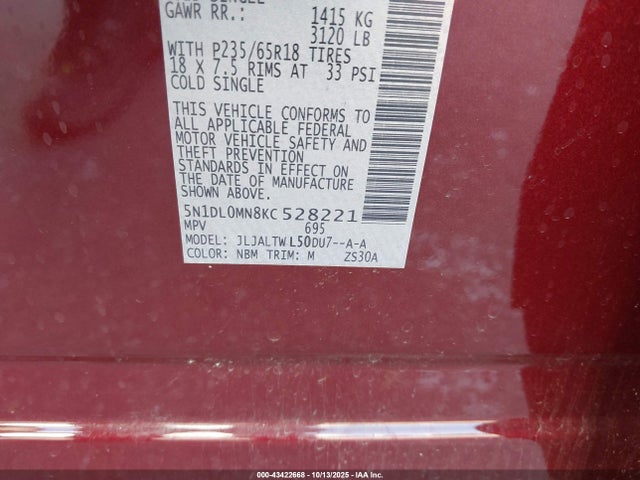 GAWR RR.: 1415 KG
3120 LB
WITH P235/65R18 TIRES
18 X 7.5 RIMS AT 33 PSI
COLD SINGLE
THIS VEHICLE CONFORMS TO
ALL APPLICABLE FEDERAL
MOTOR VEHICLE SAFETY AND
THEFT PREVENTION
STANDARDS IN EFFECT ON
THE DATE OF MANUFACTURE
SHOWN ABOVE.
5N1DL0MN8KC 528221
MPV 695
MODEL: JLJALTWL50DU7--A-A
COLOR: NBM TRIM: M ZS30A
000-43422668 - 10/13/2025 - IAA Inc.